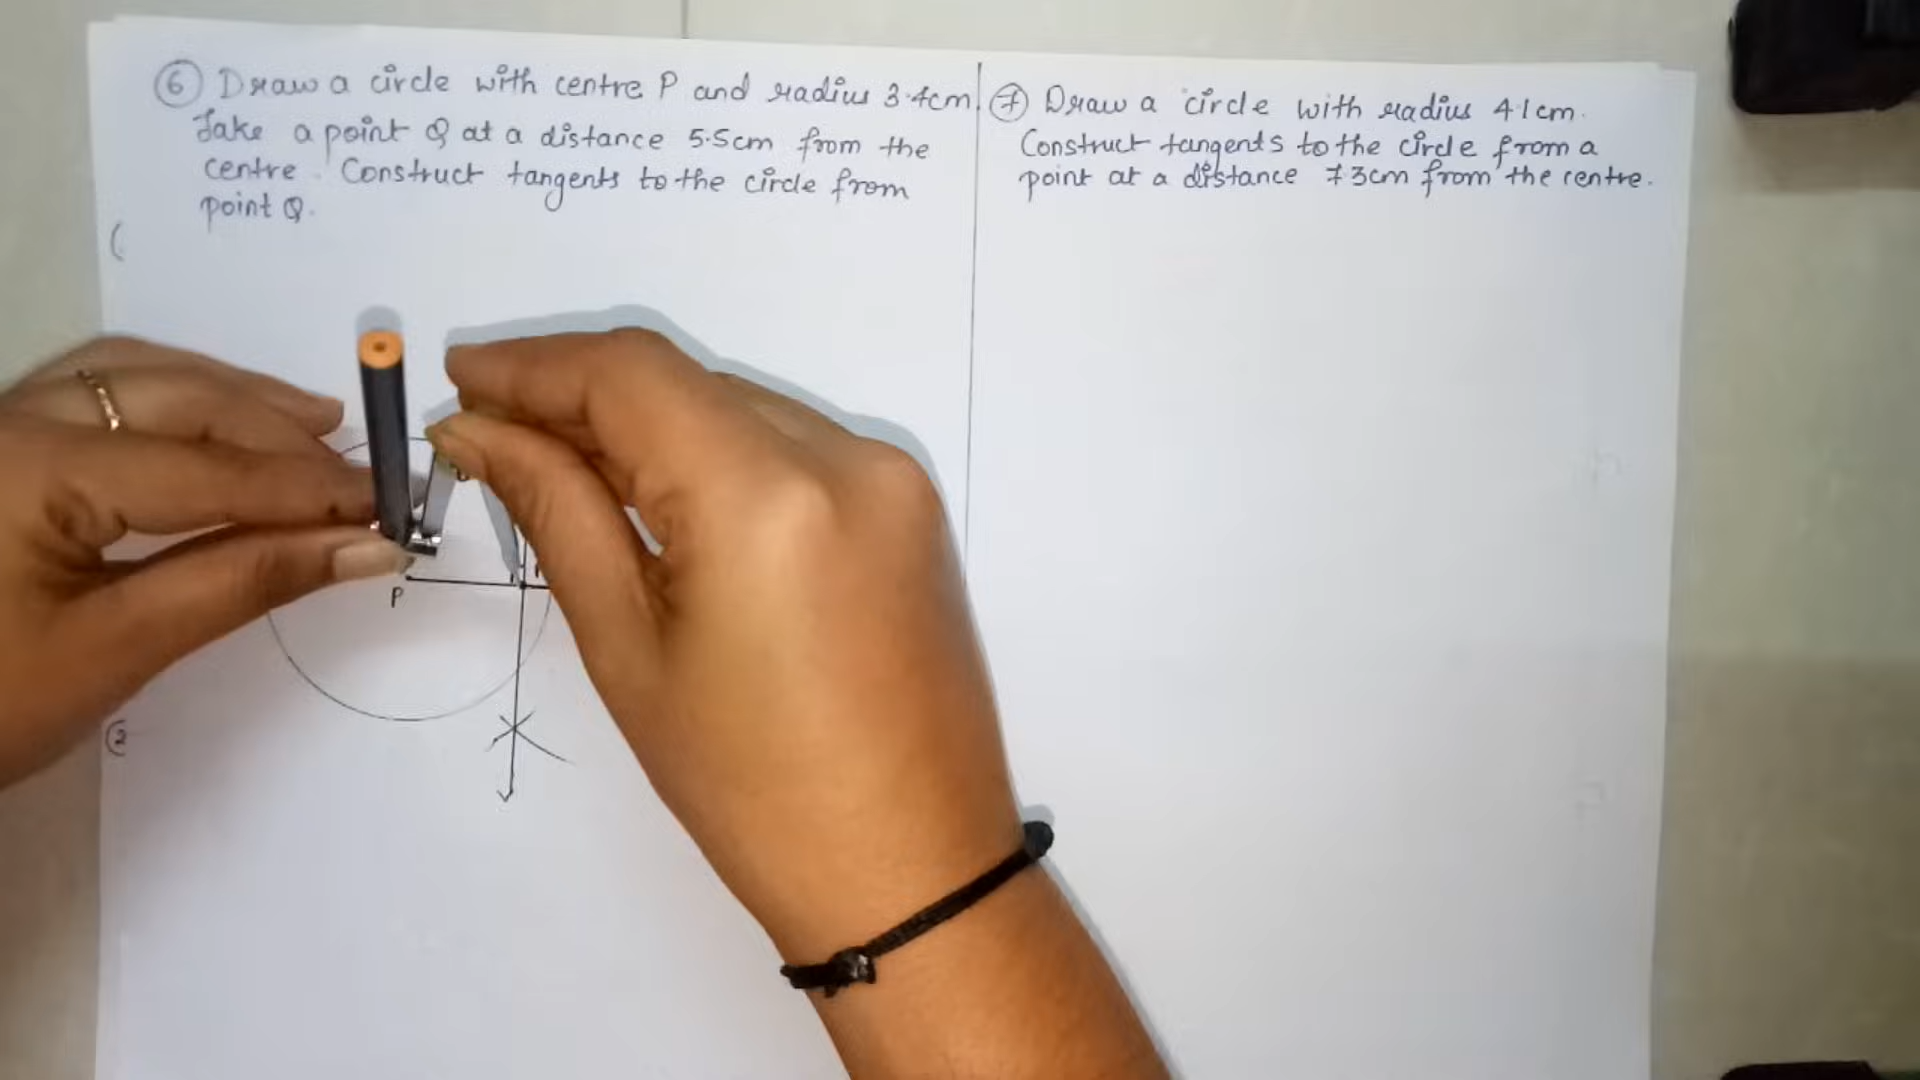 ⑥ Draw a circle with centre P and radius 3.4cm.
Take a point Q at a distance 5.5cm from the
centre. Construct tangents to the circle from
point Q.
⑦ Draw a circle with radius 4.1cm.
Construct tangents to the circle from a
point at a distance 7.3cm from the centre.
P
②